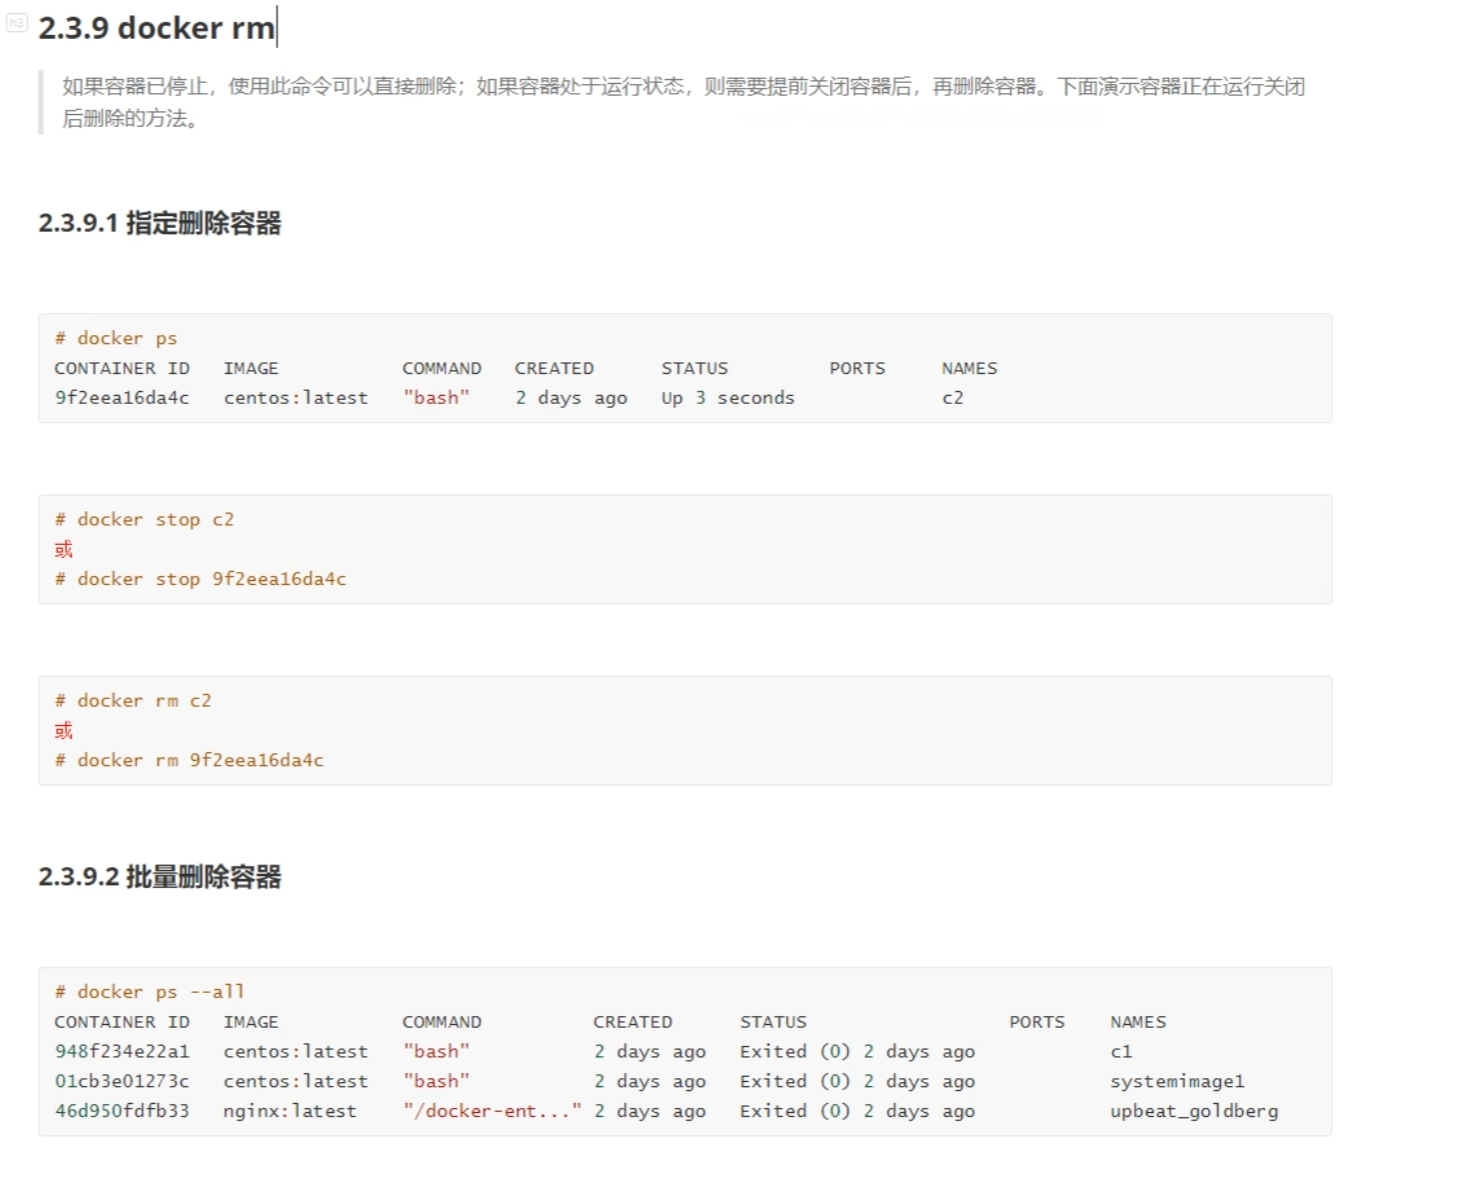 h3
2.3.9 docker rm
如果容器已停止，使用此命令可以直接删除；如果容器处于运行状态，则需要提前关闭容器后，再删除容器。下面演示容器正在运行关闭
后删除的方法。
2.3.9.1 指定删除容器
# docker ps
CONTAINER ID   IMAGE           COMMAND   CREATED      STATUS         PORTS     NAMES
9f2eea16da4c   centos:latest   "bash"    2 days ago   Up 3 seconds             c2
# docker stop c2
或
# docker stop 9f2eea16da4c
# docker rm c2
或
# docker rm 9f2eea16da4c
2.3.9.2 批量删除容器
# docker ps --all
CONTAINER ID   IMAGE           COMMAND          CREATED      STATUS                  PORTS    NAMES
948f234e22a1   centos:latest   "bash"           2 days ago   Exited (0) 2 days ago            c1
01cb3e01273c   centos:latest   "bash"           2 days ago   Exited (0) 2 days ago            systemimage1
46d950fdfb33   nginx:latest    "/docker-ent..." 2 days ago   Exited (0) 2 days ago            upbeat_goldberg